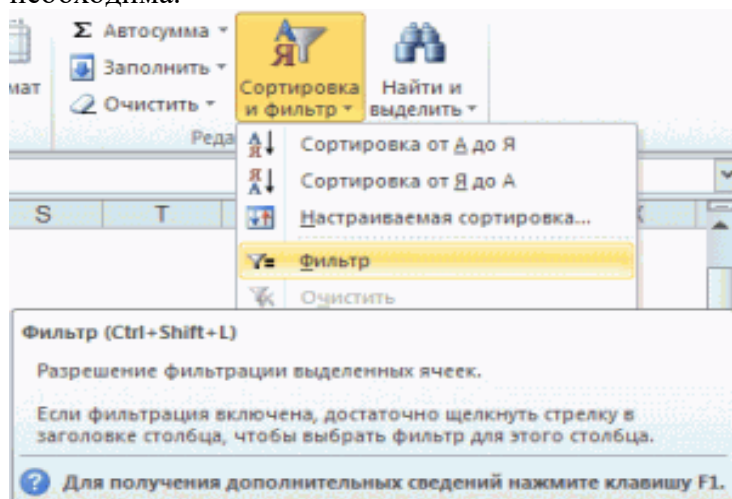 необходима.
Σ Автосумма
Заполнить
Очистить
мат
Сортировка
и фильтр
Найти и
выделить
Реда
Сортировка от А до Я
Сортировка от Я до А
Настраиваемая сортировка...
S T
Фильтр
Очистить
Фильтр (Ctrl+Shift+L)
Разрешение фильтрации выделенных ячеек.
Если фильтрация включена, достаточно щелкнуть стрелку в
заголовке столбца, чтобы выбрать фильтр для этого столбца.
Для получения дополнительных сведений нажмите клавишу F1.